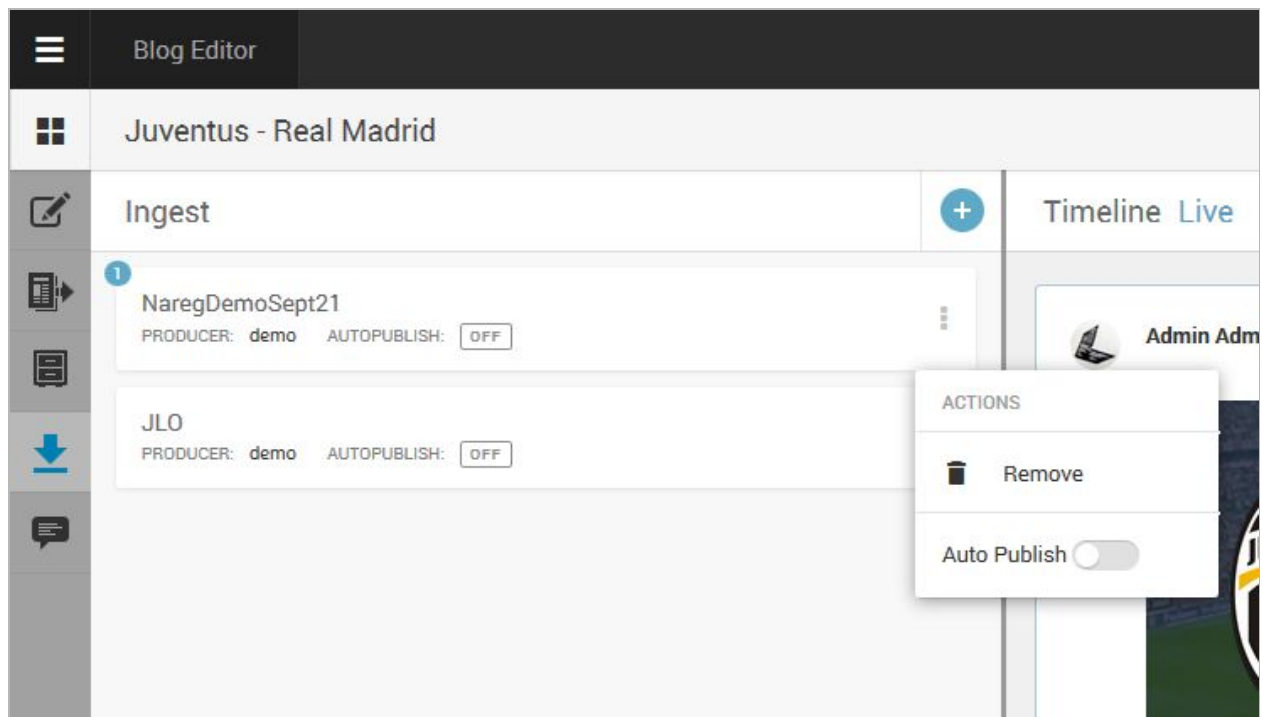 Blog Editor
Juventus - Real Madrid
Ingest
Timeline Live
1
NaregDemoSept21
PRODUCER: demo AUTOPUBLISH: OFF
Admin Adm
JLO
PRODUCER: demo AUTOPUBLISH: OFF
ACTIONS
Remove
Auto Publish